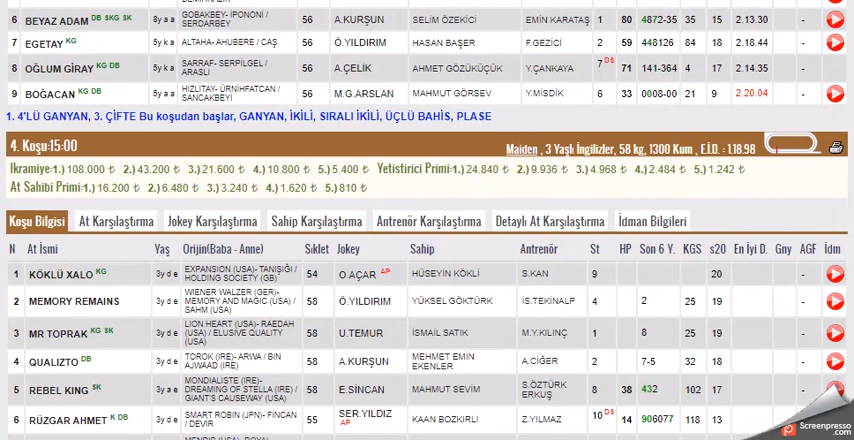 6 BEYAZ ADAM DB SKG SK 8y a a GOBAKBEY- İPONONI / SERDARBEY 56 A.KURŞUN SELİM ÖZEKİCİ EMİN KARATAŞ 1 80 4872-35 35 15 2.13.30 -
7 EGETAY KG 5y k a ALTAHA- AHUBERE / CAŞ 56 Ö.YILDIRIM HASAN BAŞER F.GEZİCİ 2 59 448126 84 18 2.18.44 -
8 OĞLUM GİRAY KG DB 5y k a SARRAF- SERPİLGEL / ARASLI 56 A.ÇELİK AHMET GÖZÜKÜÇÜK Y.ÇANKAYA 7 DS 71 141-364 4 17 2.14.35 -
9 BOĞACAN KG DB 5y a a HIZLITAY- ÜRNİHFATCAN / SANCAKBEYİ 56 M.G.ARSLAN MAHMUT GÖRSEV Y.MİSDİK 6 33 0008-00 21 9 2.20.04 -
1. 4'LÜ GANYAN, 3. ÇİFTE Bu koşudan başlar, GANYAN, İKİLİ, SIRALI İKİLİ, ÜÇLÜ BAHİS, PLASE
4. Koşu:15:00 Maiden , 3 Yaşlı İngilizler, 58 kg, 1300 Kum , E.İ.D. : 1.18.98
Ikramiye:1.) 108.000 ₺ 2.) 43.200 ₺ 3.) 21.600 ₺ 4.) 10.800 ₺ 5.) 5.400 ₺ Yetistirici Primi:1.) 24.840 ₺ 2.) 9.936 ₺ 3.) 4.968 ₺ 4.) 2.484 ₺ 5.) 1.242 ₺
At Sahibi Primi:1.) 16.200 ₺ 2.) 6.480 ₺ 3.) 3.240 ₺ 4.) 1.620 ₺ 5.) 810 ₺
Koşu Bilgisi At Karşılaştırma Jokey Karşılaştırma Sahip Karşılaştırma Antrenör Karşılaştırma Detaylı At Karşılaştırma İdman Bilgileri
N At İsmi Yaş Orijin(Baba - Anne) Sıklet Jokey Sahip Antrenör St HP Son 6 Y. KGS s20 En İyi D. Gny AGF İdm
1 KÖKLÜ XALO KG 3y d e EXPANSION (USA)- TANIŞIĞI / HOLDING SOCIETY (GB) 54 O.AÇAR AP HÜSEYİN KÖKLİ S.KAN 9 20 -
2 MEMORY REMAINS 3y d e WIENER WALZER (GER)- MEMORY AND MAGIC (USA) / SAHM (USA) 58 Ö.YILDIRIM YÜKSEL GÖKTÜRK İS.TEKİNALP 4 2 25 19 -
3 MR TOPRAK KG SK 3y d e LION HEART (USA)- RAEDAH (USA) / ELUSIVE QUALITY (USA) 58 U.TEMUR İSMAİL SATIK M.Y.KILINÇ 1 8 25 19 -
4 QUALIZTO DB 3y d e TOROK (IRE)- ARWA / BIN AJWAAD (IRE) 58 A.KURŞUN MEHMET EMİN EKENLER A.CİĞER 2 7-5 32 18 -
5 REBEL KING SK 3y a e MONDIALISTE (IRE)- DREAMING OF STELLA (IRE) / GIANT'S CAUSEWAY (USA) 58 E.SİNCAN MAHMUT SEVİM S.ÖZTÜRK ERKUŞ 8 38 432 102 17 -
6 RÜZGAR AHMET K DB 3y d e SMART ROBIN (JPN)- FİNCAN / DEVİR 55 SER.YILDIZ AP KAAN BOZKIRLI Z.YILMAZ 10 DS 14 906077 118 13 -
Screenpresso.com